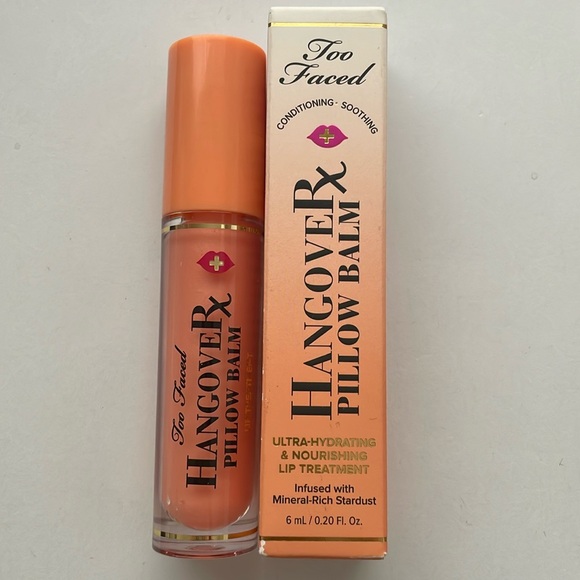 Too Faced
HANGOVERx
PILLOW BALM
Too
Faced
CONDITIONING · SOOTHING
HANGOVERx
PILLOW BALM
ULTRA-HYDRATING
& NOURISHING
LIP TREATMENT
Infused with
Mineral-Rich Stardust
6 mL / 0.20 Fl. Oz.